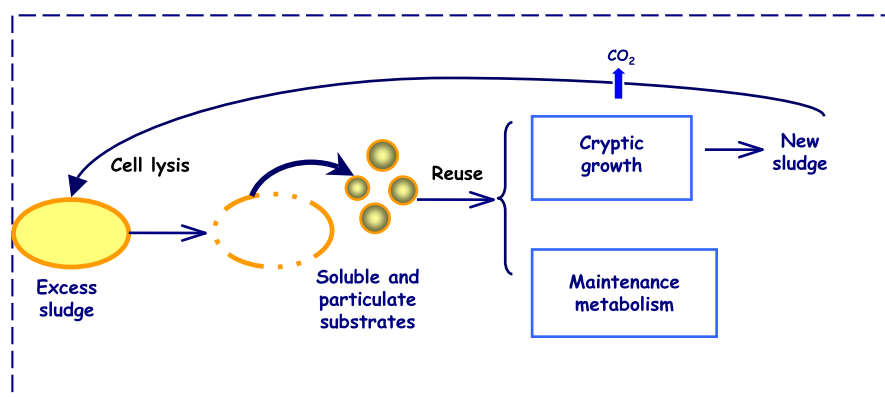 CO2
Cell lysis
Reuse
Cryptic
growth
New
sludge
Excess
sludge
Soluble and
particulate
substrates
Maintenance
metabolism